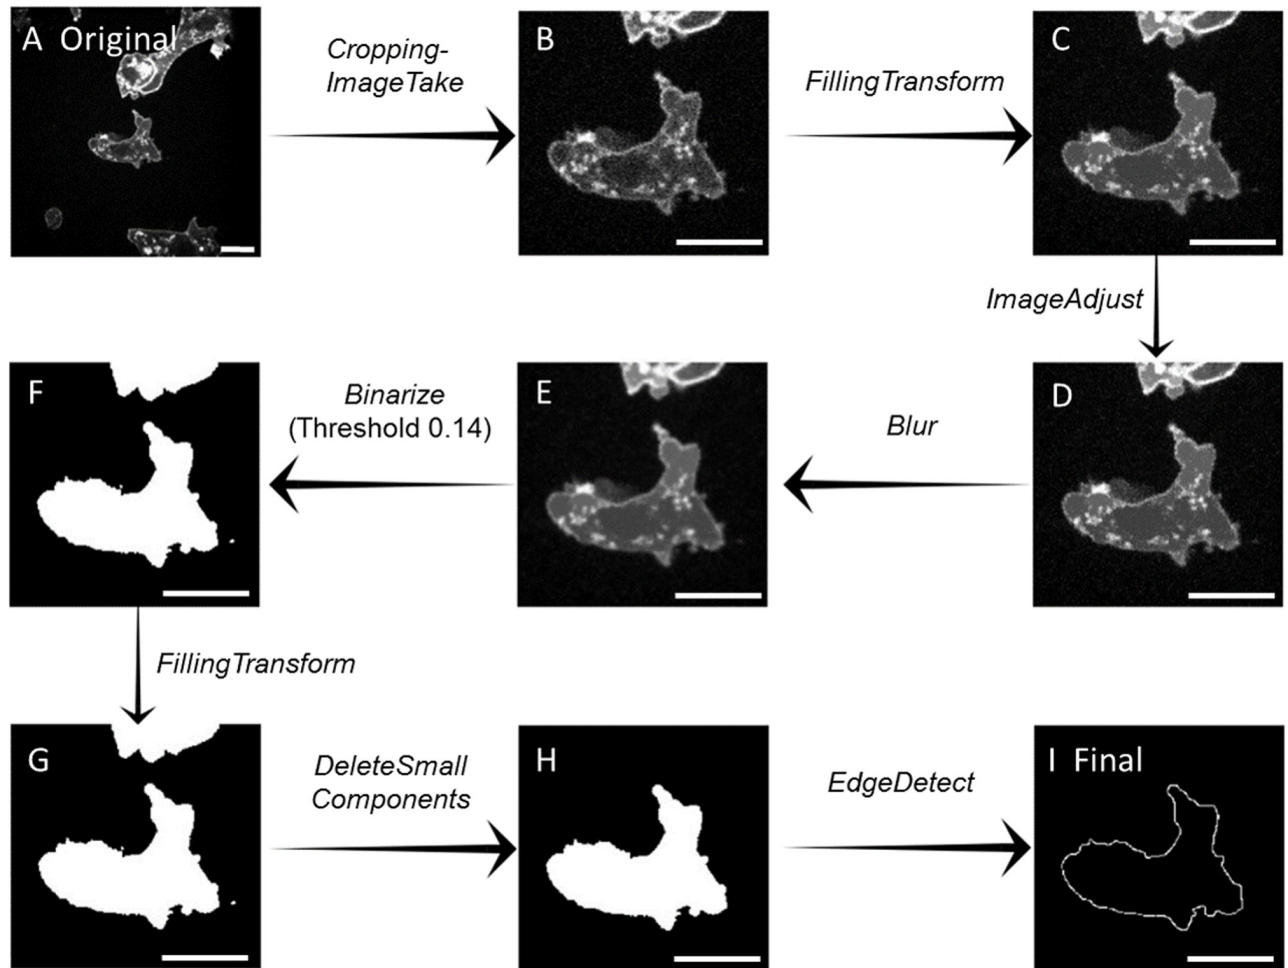 A Original
Cropping-
ImageTake
B
FillingTransform
C
ImageAdjust
F
Binarize
(Threshold 0.14)
E
Blur
D
FillingTransform
G
DeleteSmall
Components
H
EdgeDetect
I Final